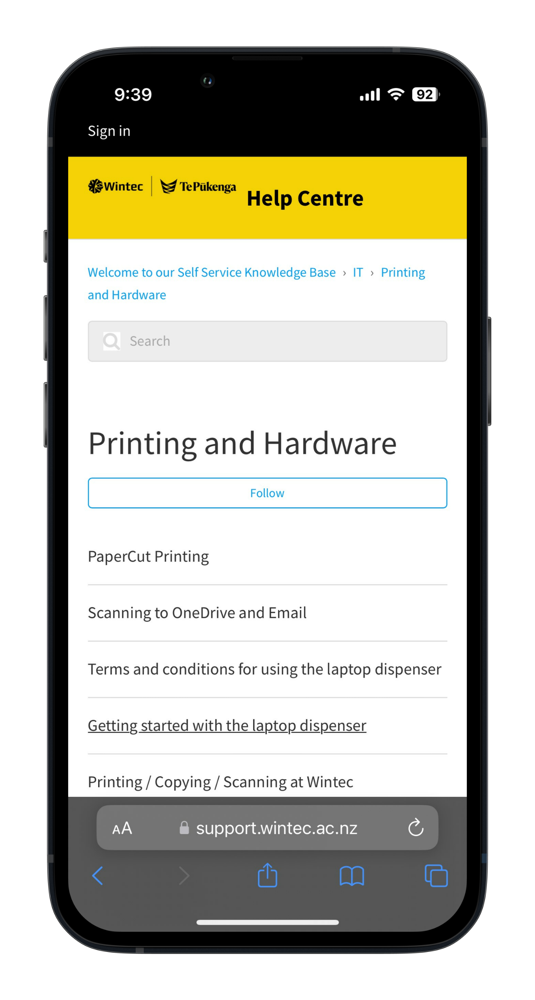 9:39
92
Sign in
Wintec
Te Pūkenga
Help Centre
Welcome to our Self Service Knowledge Base › IT › Printing
and Hardware
Search
Printing and Hardware
Follow
PaperCut Printing
Scanning to OneDrive and Email
Terms and conditions for using the laptop dispenser
Getting started with the laptop dispenser
Printing / Copying / Scanning at Wintec
AA
support.wintec.ac.nz